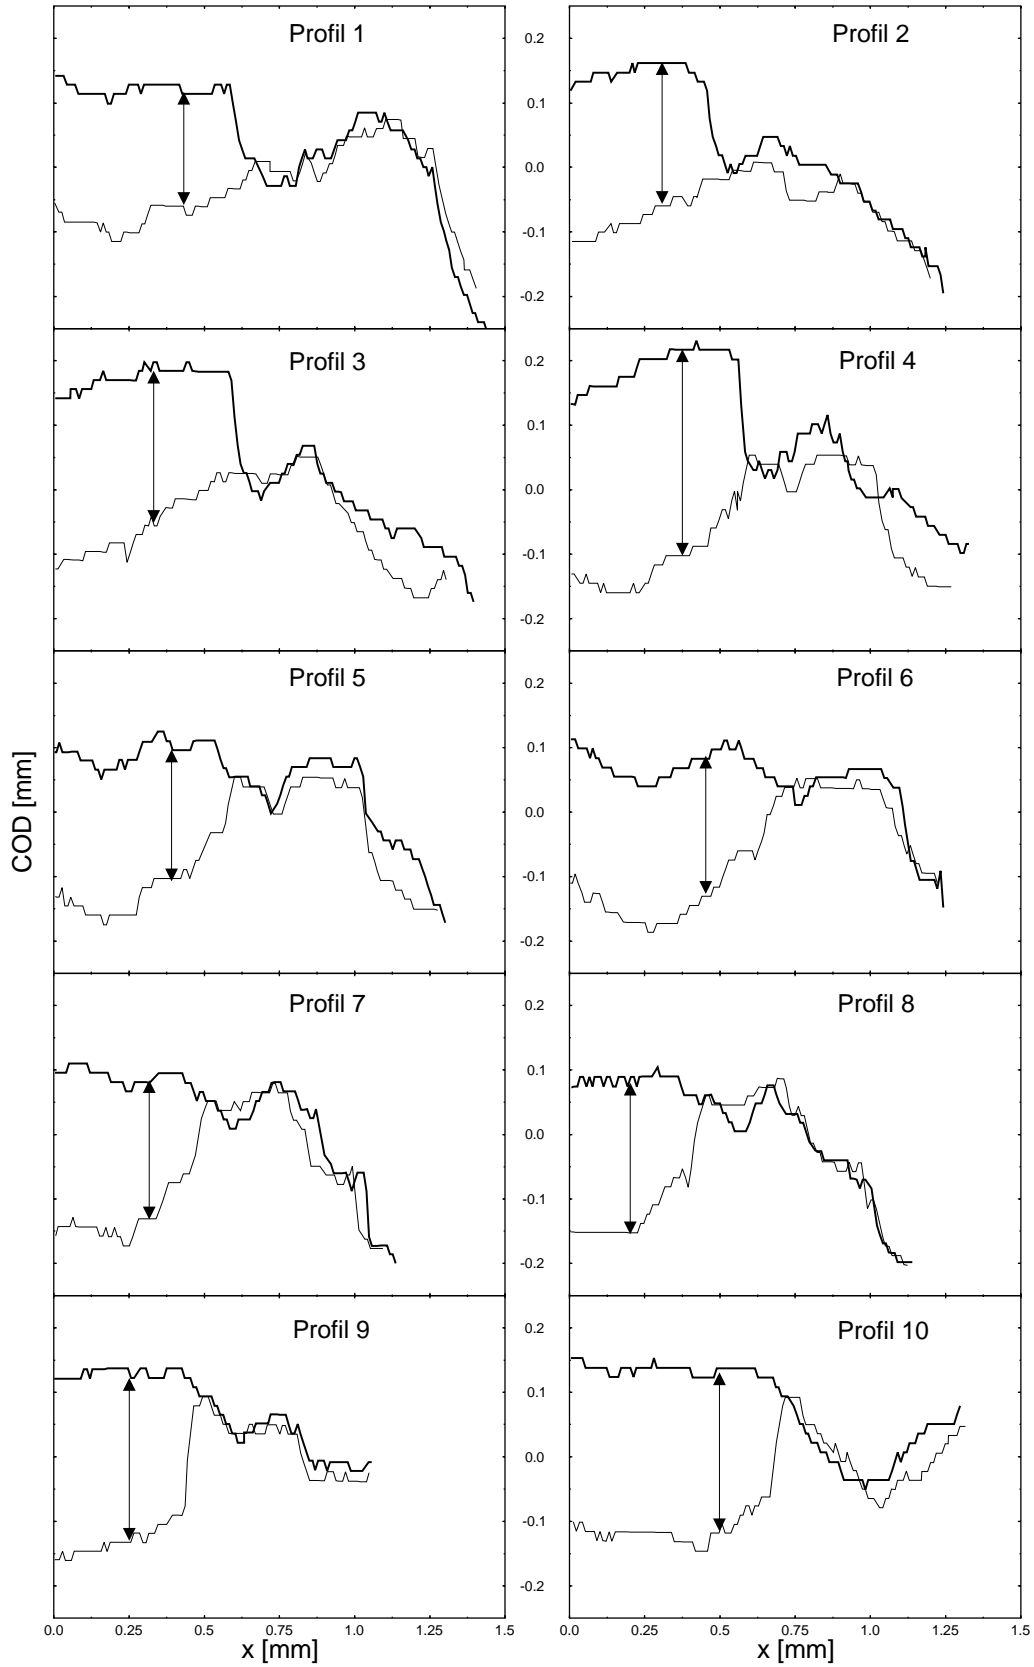 Profil 1
Profil 2
0.2
0.1
0.0
-0.1
-0.2
Profil 3
Profil 4
0.2
0.1
0.0
-0.1
-0.2
Profil 5
Profil 6
0.2
0.1
0.0
-0.1
-0.2
COD [mm]
Profil 7
Profil 8
0.2
0.1
0.0
-0.1
-0.2
Profil 9
Profil 10
0.2
0.1
0.0
-0.1
-0.2
0.0 0.25 0.5 0.75 1.0 1.25 1.5
0.0 0.25 0.5 0.75 1.0 1.25 1.5
x [mm]
x [mm]